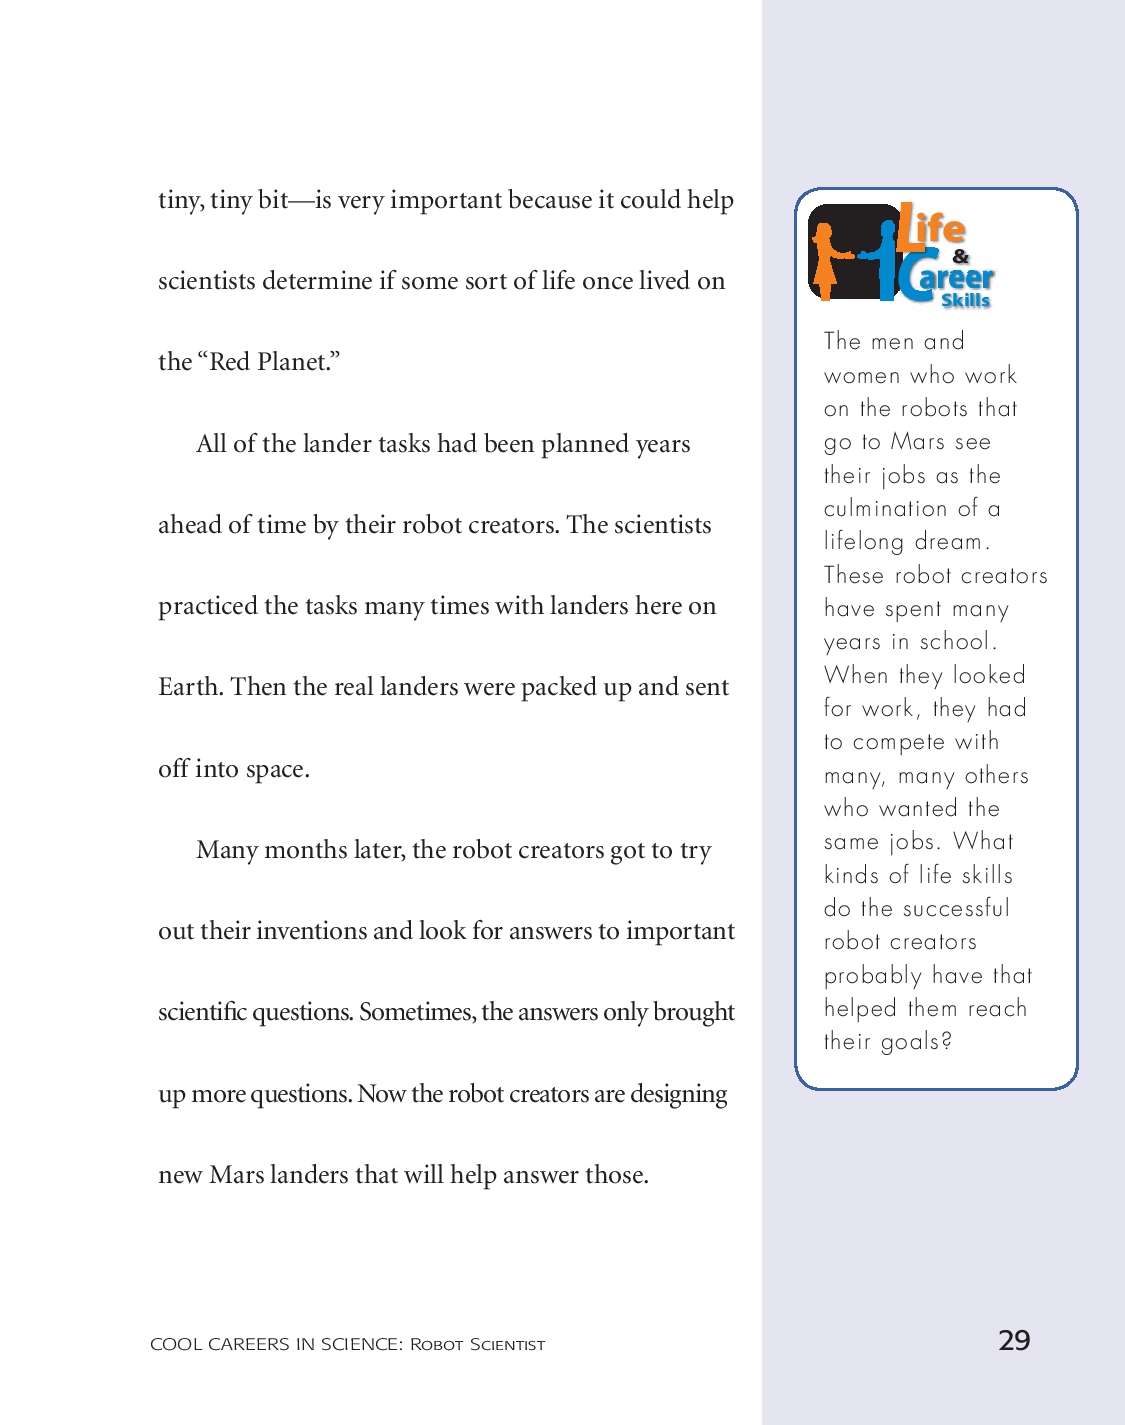 tiny, tiny bit—is very important because it could help
scientists determine if some sort of life once lived on
the “Red Planet.”
All of the lander tasks had been planned years
ahead of time by their robot creators. The scientists
practiced the tasks many times with landers here on
Earth. Then the real landers were packed up and sent
off into space.
Many months later, the robot creators got to try
out their inventions and look for answers to important
scientific questions. Sometimes, the answers only brought
up more questions. Now the robot creators are designing
new Mars landers that will help answer those.
Life
&
Career
Skills
The men and
women who work
on the robots that
go to Mars see
their jobs as the
culmination of a
lifelong dream.
These robot creators
have spent many
years in school.
When they looked
for work, they had
to compete with
many, many others
who wanted the
same jobs. What
kinds of life skills
do the successful
robot creators
probably have that
helped them reach
their goals?
COOL CAREERS IN SCIENCE: ROBOT SCIENTIST
29